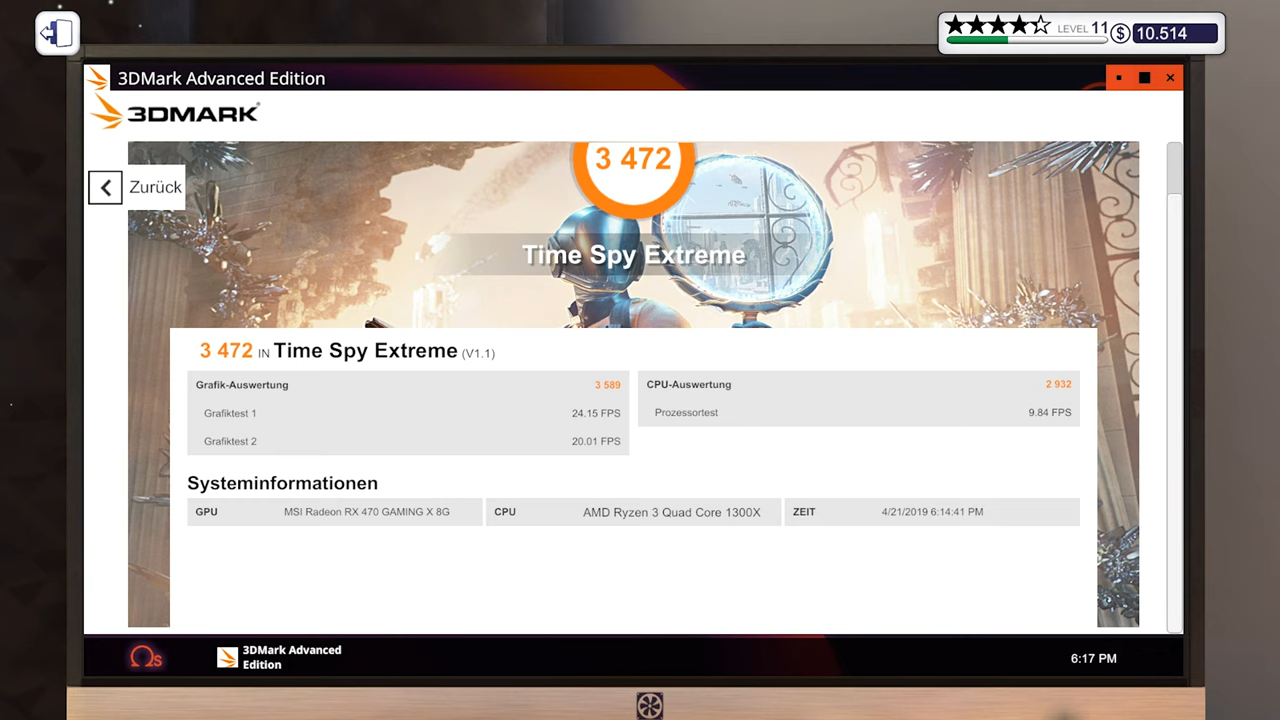 LEVEL 11
$ 10.514
3DMark Advanced Edition
3DMARK®
Zurück
3 472
Time Spy Extreme
3 472 IN Time Spy Extreme (V1.1)
Grafik-Auswertung 3 589
Grafiktest 1 24.15 FPS
Grafiktest 2 20.01 FPS
CPU-Auswertung 2 932
Prozessortest 9.84 FPS
Systeminformationen
GPU MSI Radeon RX 470 GAMING X 8G CPU AMD Ryzen 3 Quad Core 1300X ZEIT 4/21/2019 6:14:41 PM
Ωs
3DMark Advanced
Edition
6:17 PM